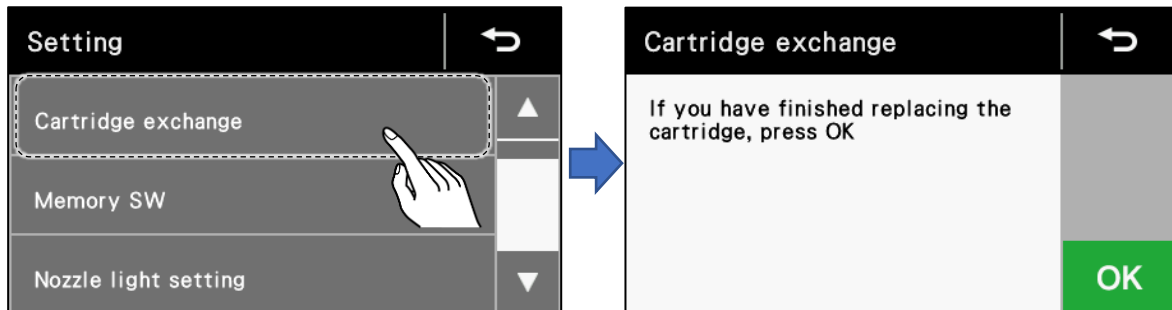 Setting
Cartridge exchange
Memory SW
Nozzle light setting
Cartridge exchange
If you have finished replacing the
cartridge, press OK
OK